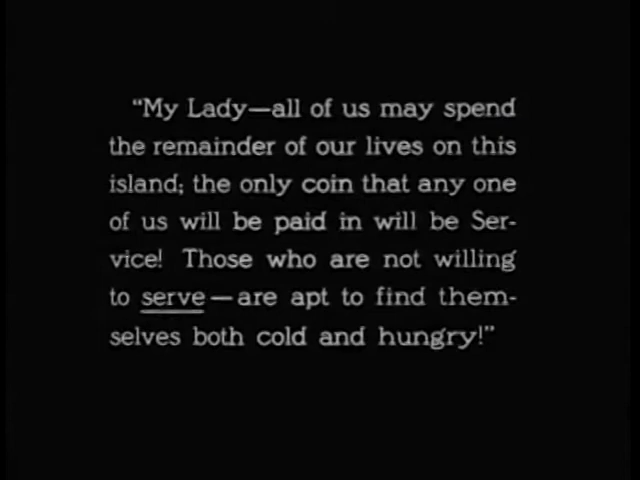 "My Lady—all of us may spend
the remainder of our lives on this
island; the only coin that any one
of us will be paid in will be Ser-
vice! Those who are not willing
to serve—are apt to find them-
selves both cold and hungry!"